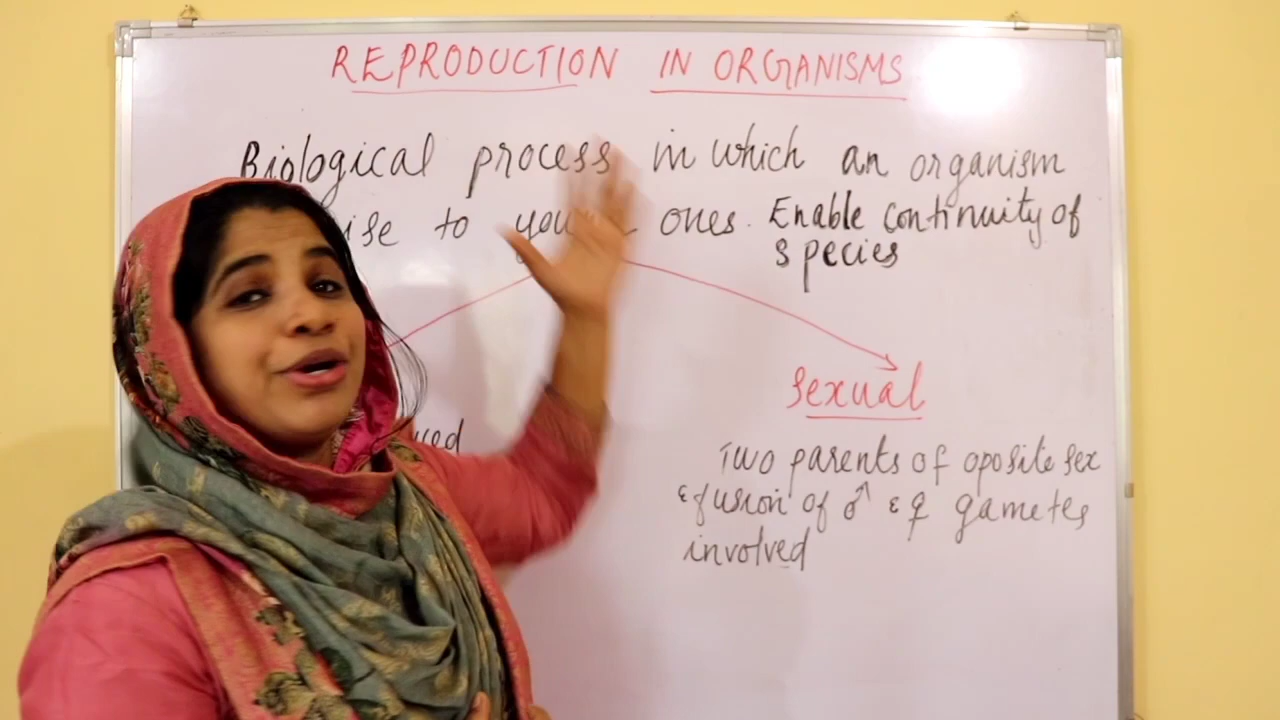 REPRODUCTION IN ORGANISMS
Biological process in which an organism
to ones. Enable continuity of
species
Sexual
Two parents of oposite sex
& fusion of ♂ & ♀ gametes
involved